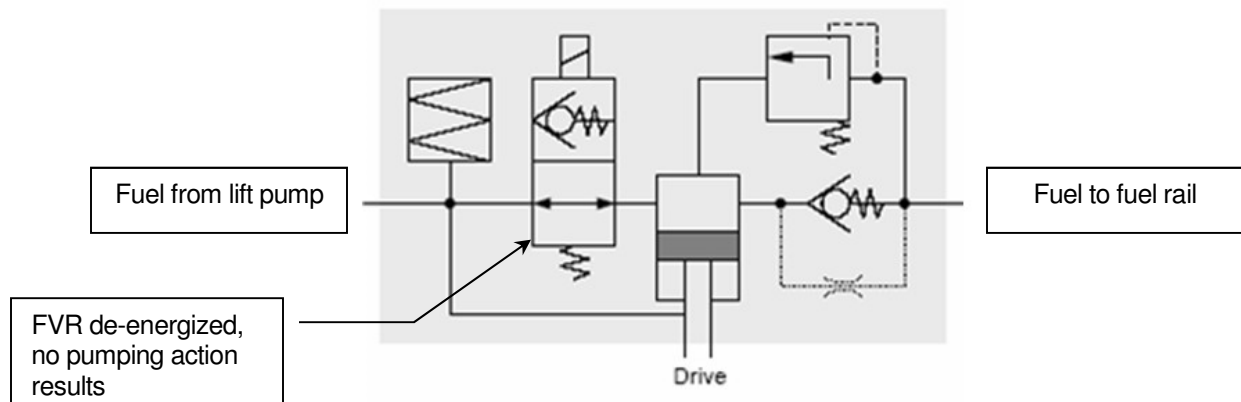 Fuel from lift pump
Fuel to fuel rail
FVR de-energized,
no pumping action
results
Drive